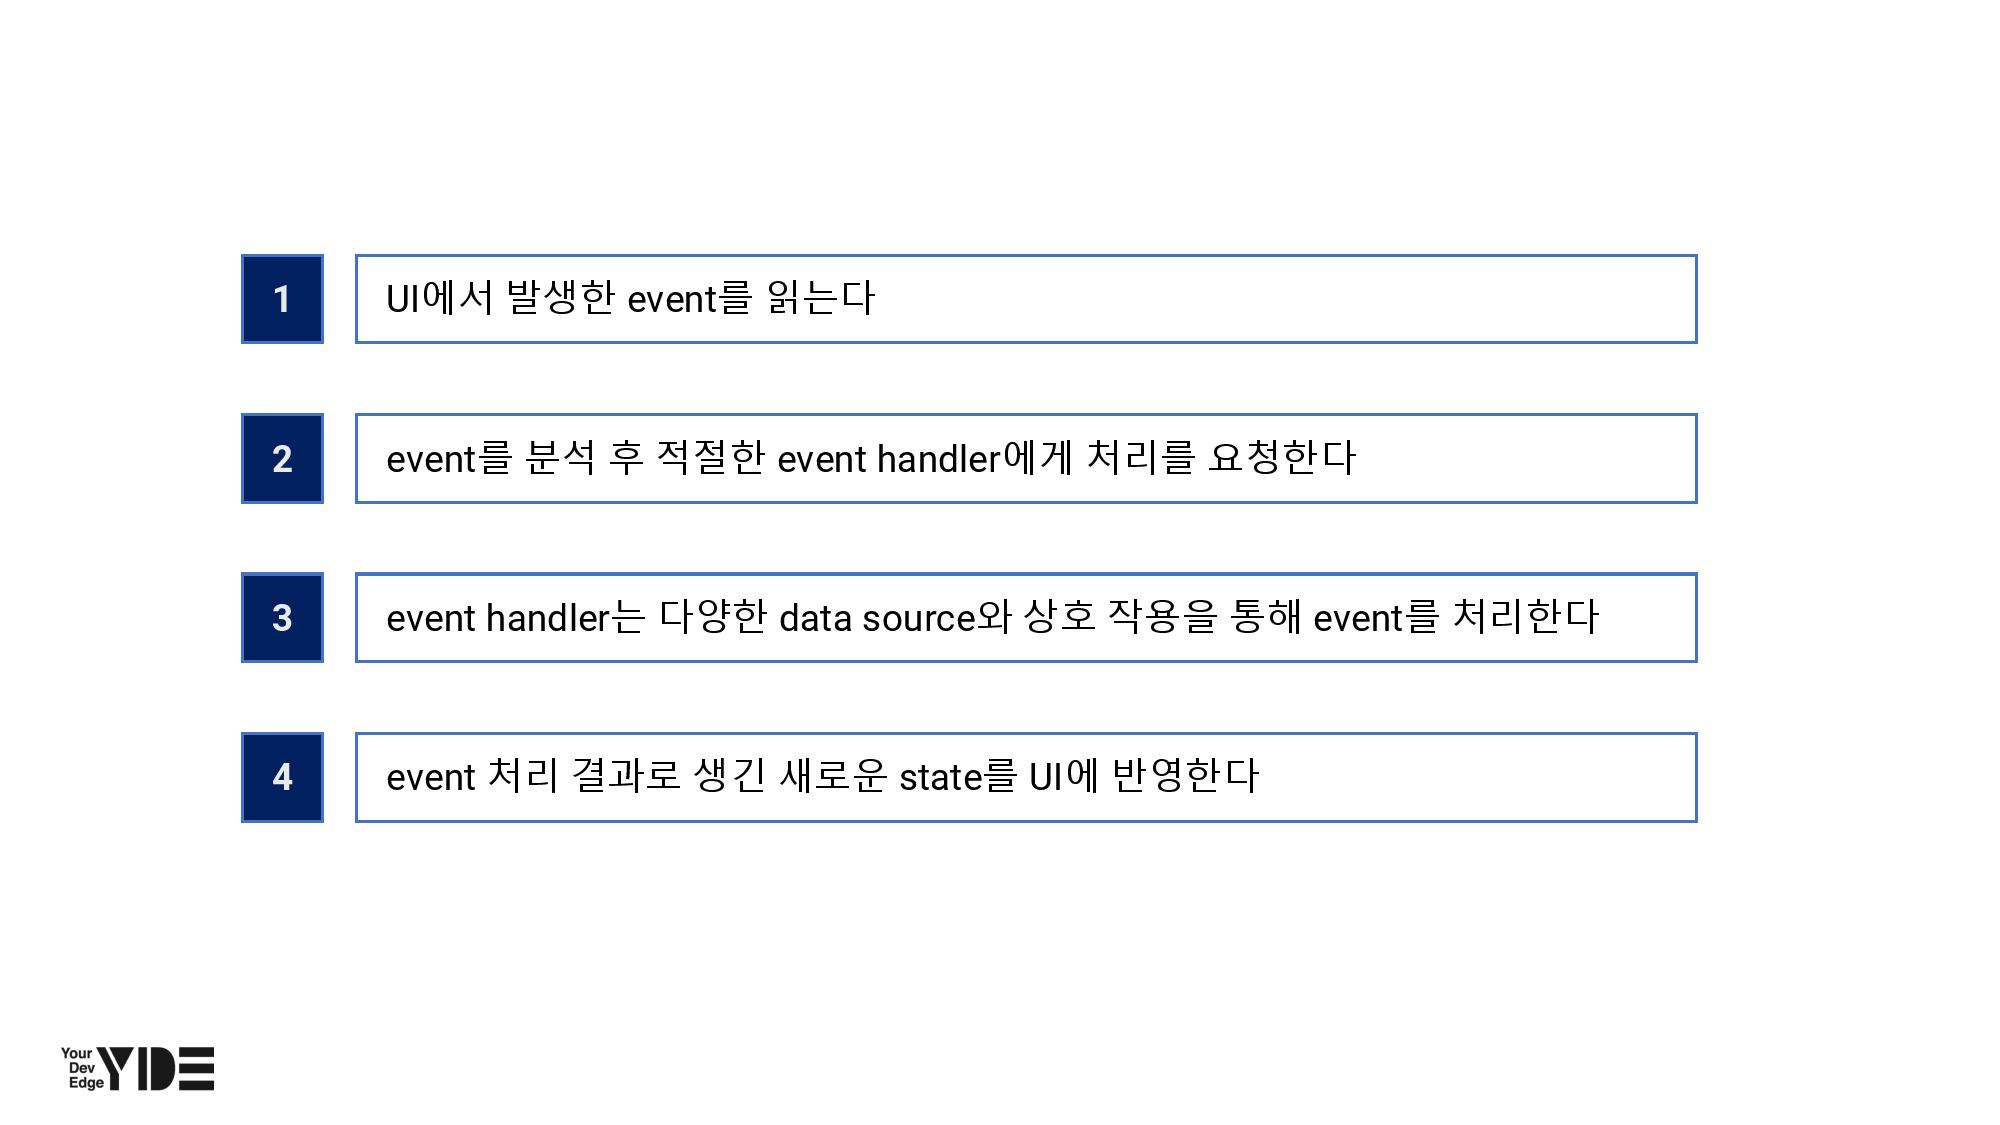 1
UI에서 발생한 event를 읽는다
2
event를 분석 후 적절한 event handler에게 처리를 요청한다
3
event handler는 다양한 data source와 상호 작용을 통해 event를 처리한다
4
event 처리 결과로 생긴 새로운 state를 UI에 반영한다
Your
Dev
Edge
YIDE